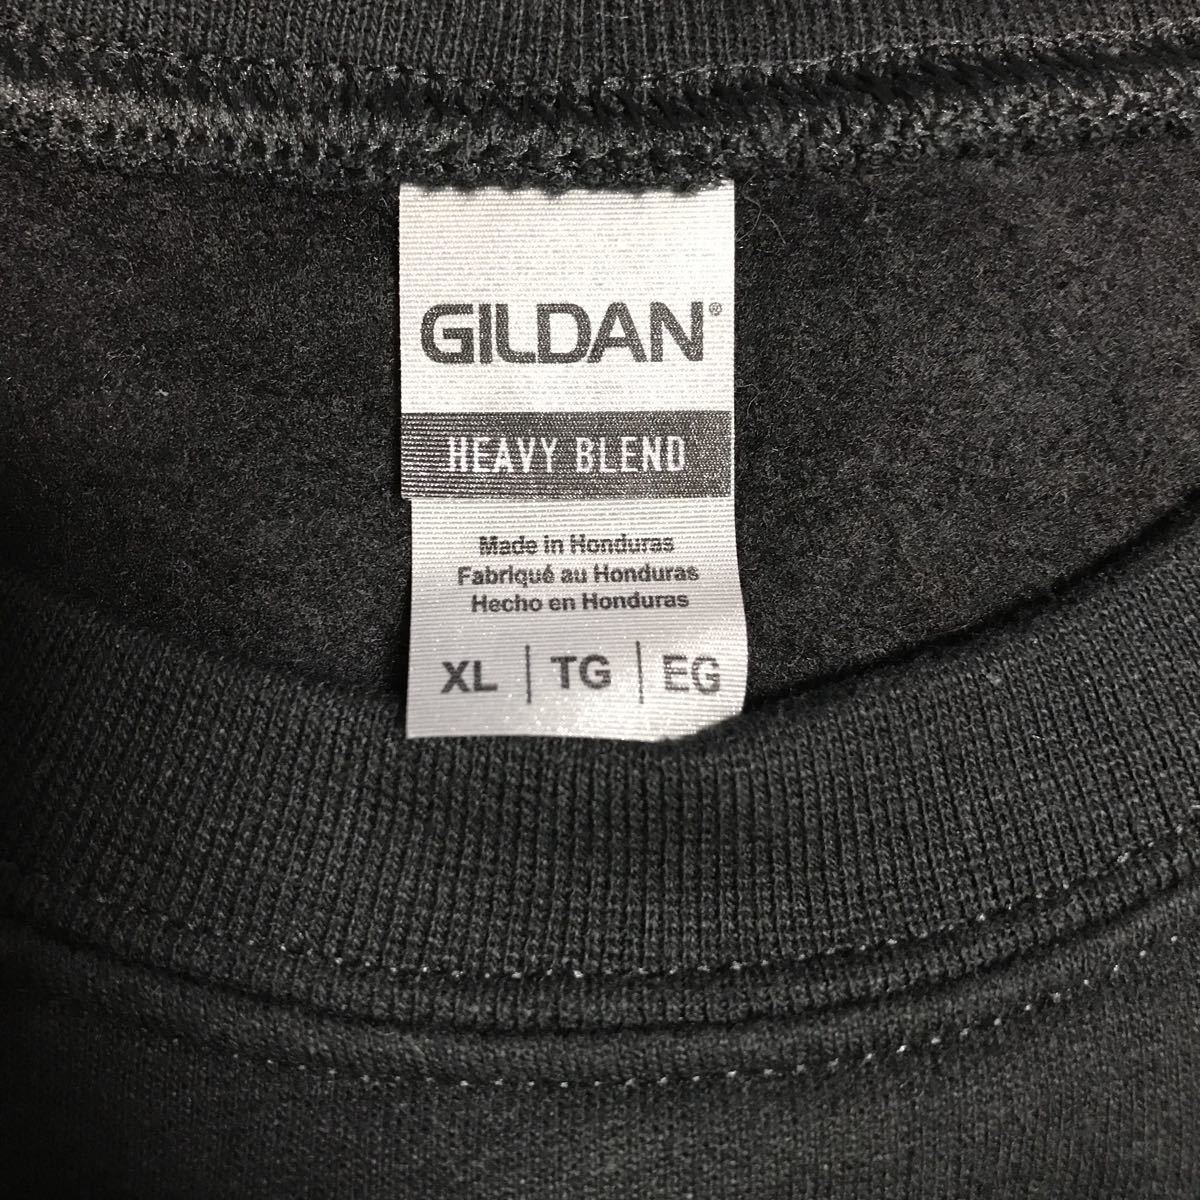 GILDAN®
HEAVY BLEND
Made in Honduras
Fabriqué au Honduras
Hecho en Honduras
XL | TG | EG